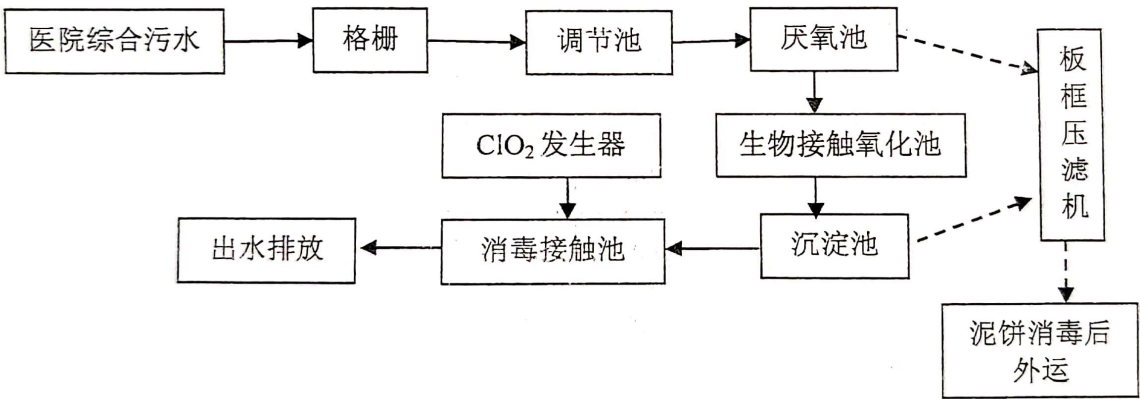 医院综合污水
格栅
调节池
厌氧池
板
框
压
滤
机
ClO₂ 发生器
生物接触氧化池
出水排放
消毒接触池
沉淀池
泥饼消毒后
外运